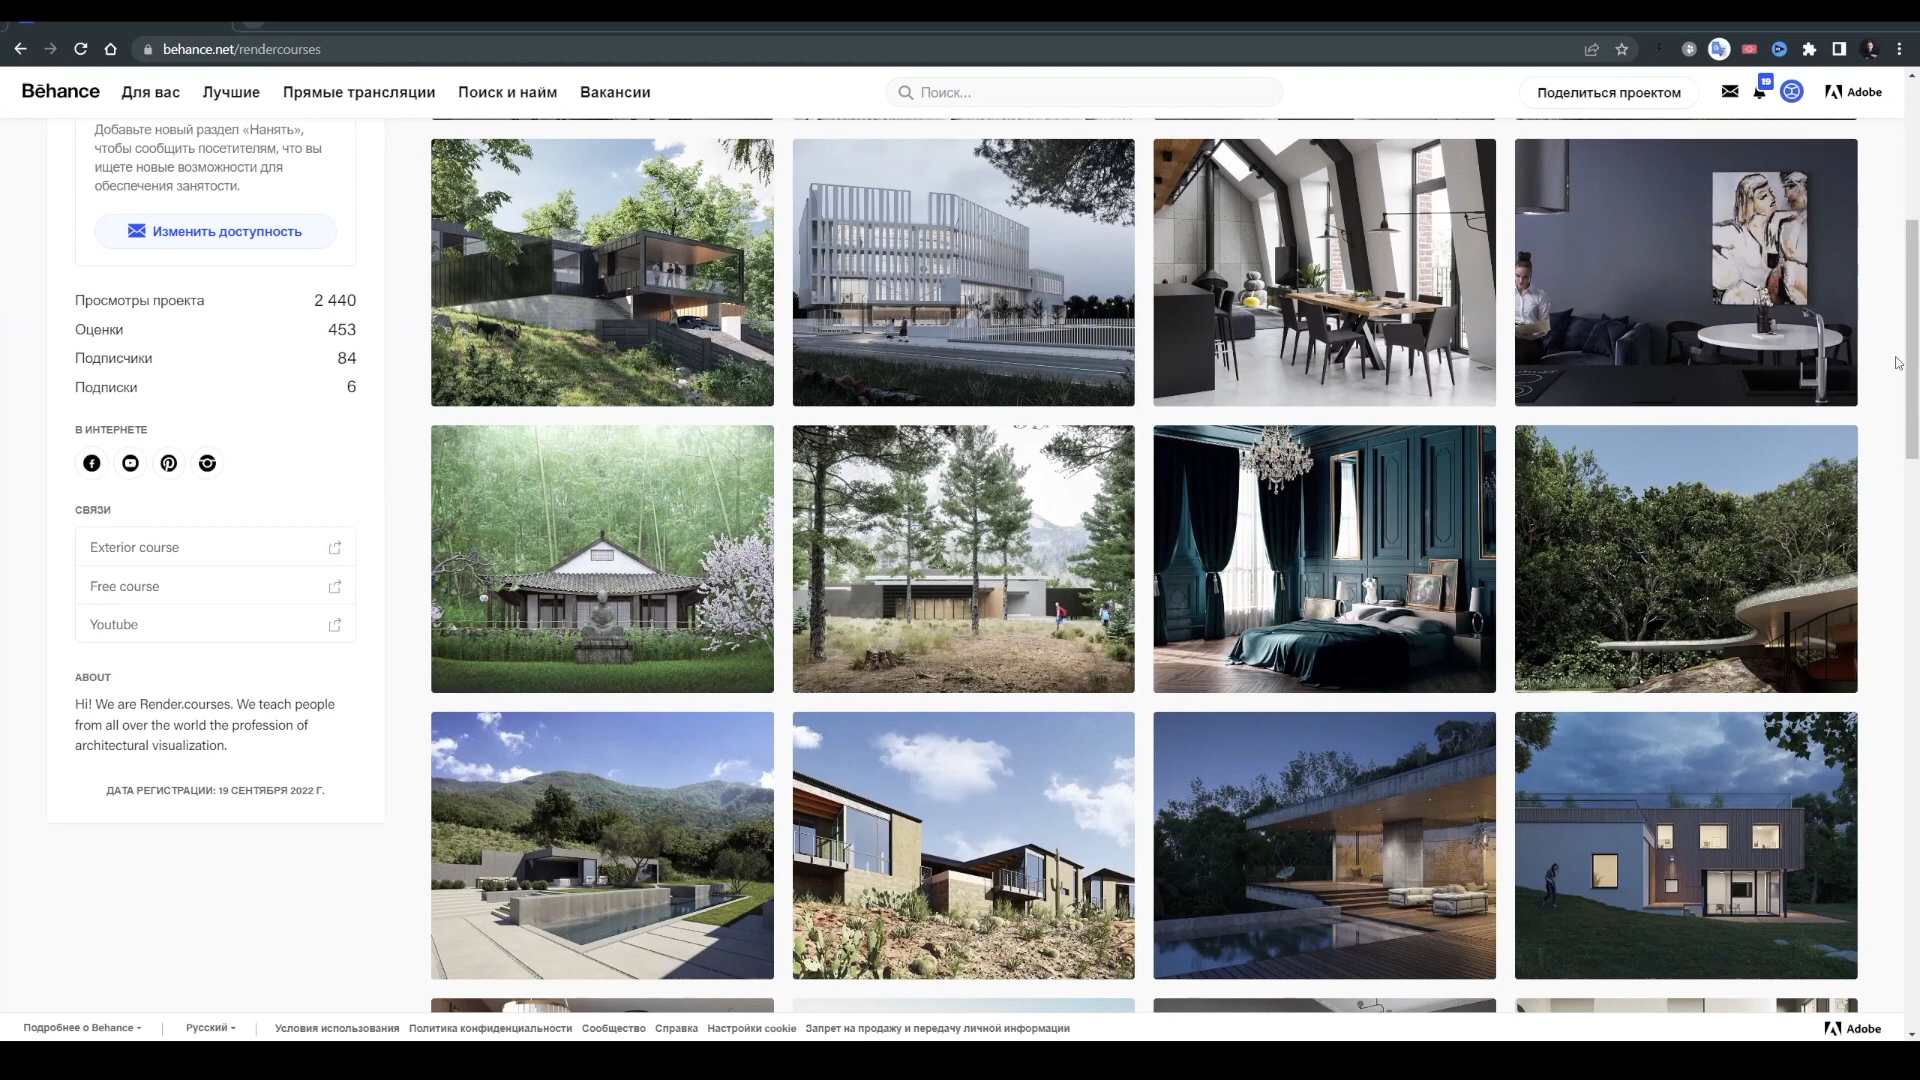 behance.net/rendercourses
Bēhance
Для вас
Лучшие
Прямые трансляции
Поиск и найм
Вакансии
Поиск...
Поделиться проектом
19
Adobe
Добавьте новый раздел «Нанять»,
чтобы сообщить посетителям, что вы
ищете новые возможности для
обеспечения занятости.
Изменить доступность
Просмотры проекта 2 440
Оценки 453
Подписчики 84
Подписки 6
В ИНТЕРНЕТЕ
СВЯЗИ
Exterior course
Free course
Youtube
ABOUT
Hi! We are Render.courses. We teach people
from all over the world the profession of
architectural visualization.
ДАТА РЕГИСТРАЦИИ: 19 СЕНТЯБРЯ 2022 Г.
Подробнее о Behance
Русский
Условия использования
Политика конфиденциальности
Сообщество
Справка
Настройки cookie
Запрет на продажу и передачу личной информации
Adobe